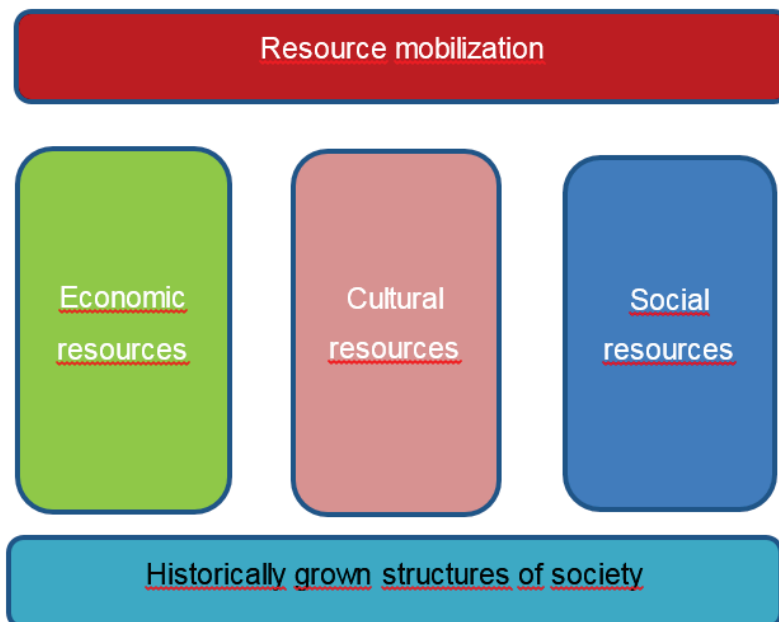 Resource mobilization
Economic
resources
Cultural
resources
Social
resources
Historically grown structures of society